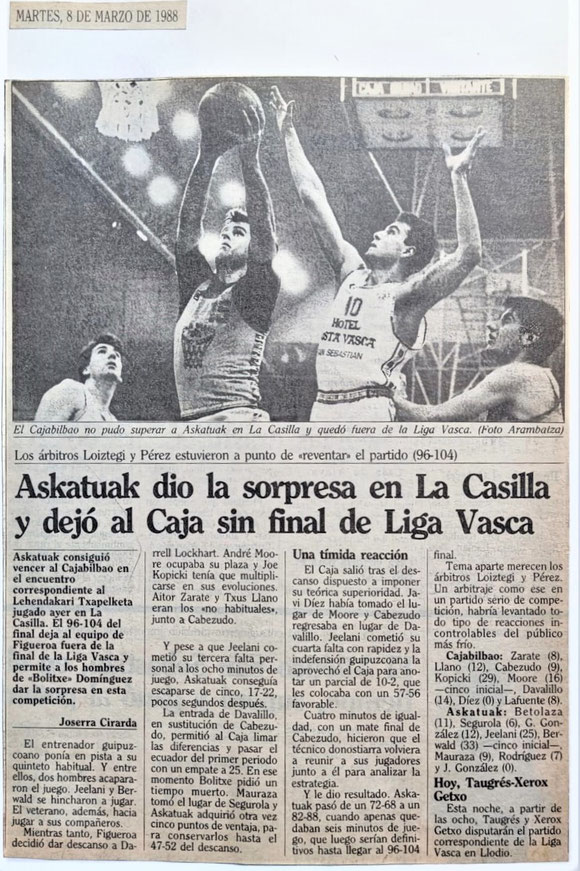 MARTES, 8 DE MARZO DE 1988
CAJA BILBAO VISITANTE
10
HOTEL
STA VASCA
SAN SEBASTIAN
El Cajabilbao no pudo superar a Askatuak en La Casilla y quedó fuera de la Liga Vasca. (Foto Arambalza)
Los árbitros Loiztegi y Pérez estuvieron a punto de «reventar» el partido (96-104)
Askatuak dio la sorpresa en La Casilla
y dejó al Caja sin final de Liga Vasca
Askatuak consiguió
vencer al Cajabilbao en
el encuentro
correspondiente al
Lehendakari Txapelketa
jugado ayer en La
Casilla. El 96-104 del
final deja al equipo de
Figueroa fuera de la
final de la Liga Vasca y
permite a los hombres
de «Bolitxe» Domínguez
dar la sorpresa en esta
competición.
Joserra Cirarda
El entrenador guipuz-
coano ponía en pista a su
quinteto habitual. Y entre
ellos, dos hombres acapara-
ron el juego. Jeelani y Ber-
wald se hincharon a jugar.
El veterano, además, hacía
jugar a sus compañeros.
Mientras tanto, Figueroa
decidió dar descanso a Da-
rrell Lockhart. André Moo-
re ocupaba su plaza y Joe
Kopicki tenía que multipli-
carse en sus evoluciones.
Aitor Zarate y Txus Llano
eran los «no habituales»,
junto a Cabezudo.
Y pese a que Jeelani co-
metió su tercera falta perso-
nal a los ocho minutos de
juego, Askatuak conseguía
escaparse de cinco, 17-22,
pocos segundos después.
La entrada de Davalillo,
en sustitución de Cabezu-
do, permitió al Caja limar
las diferencias y pasar el
ecuador del primer periodo
con un empate a 25. En ese
momento Bolitxe pidió un
tiempo muerto. Mauraza
tomó el lugar de Segurola y
Askatuak adquirió otra vez
cinco puntos de ventaja, pa-
ra conservarlos hasta el
47-52 del descanso.
Una tímida reacción
El Caja salió tras el des-
canso dispuesto a imponer
su teórica superioridad. Ja-
vi Díez había tomado el lu-
gar de Moore y Cabezudo
regresaba en lugar de Da-
valillo. Jeelani cometió su
cuarta falta con rapidez y la
indefensión guipuzcoana la
aprovechó el Caja para ano-
tar un parcial de 10-2, que
les colocaba con un 57-56
favorable.
Cuatro minutos de igual-
dad, con un mate final de
Cabezudo, hicieron que el
técnico donostiarra volviera
a reunir a sus jugadores
junto a él para analizar la
estrategia.
Y le dio resultado. Aska-
tuak pasó de un 72-68 a un
82-88, cuando apenas que-
daban seis minutos de jue-
go, que luego serían defini-
tivos hasta llegar al 96-104
final.
Tema aparte merecen los
árbitros Loiztegi y Pérez.
Un arbitraje como ese en
un partido serio de compe-
tición, habría levantado to-
do tipo de reacciones in-
controlables del público
más frío.
Cajabilbao: Zarate (8),
Llano (12), Cabezudo (9),
Kopicki (29), Moore (16)
—cinco inicial—, Davalillo
(14), Díez (0) y Lafuente (8).
Askatuak: Betolaza
(11), Segurola (6), G. Gon-
zález (12), Jeelani (25), Ber-
wald (33) —cinco inicial—,
Mauraza (9), Rodríguez (7)
y J. González (0).
Hoy, Taugrés-Xerox
Getxo
Esta noche, a partir de
las ocho, Taugrés y Xerox
Getxo disputarán el partido
correspondiente de la Liga
Vasca en Llodio.